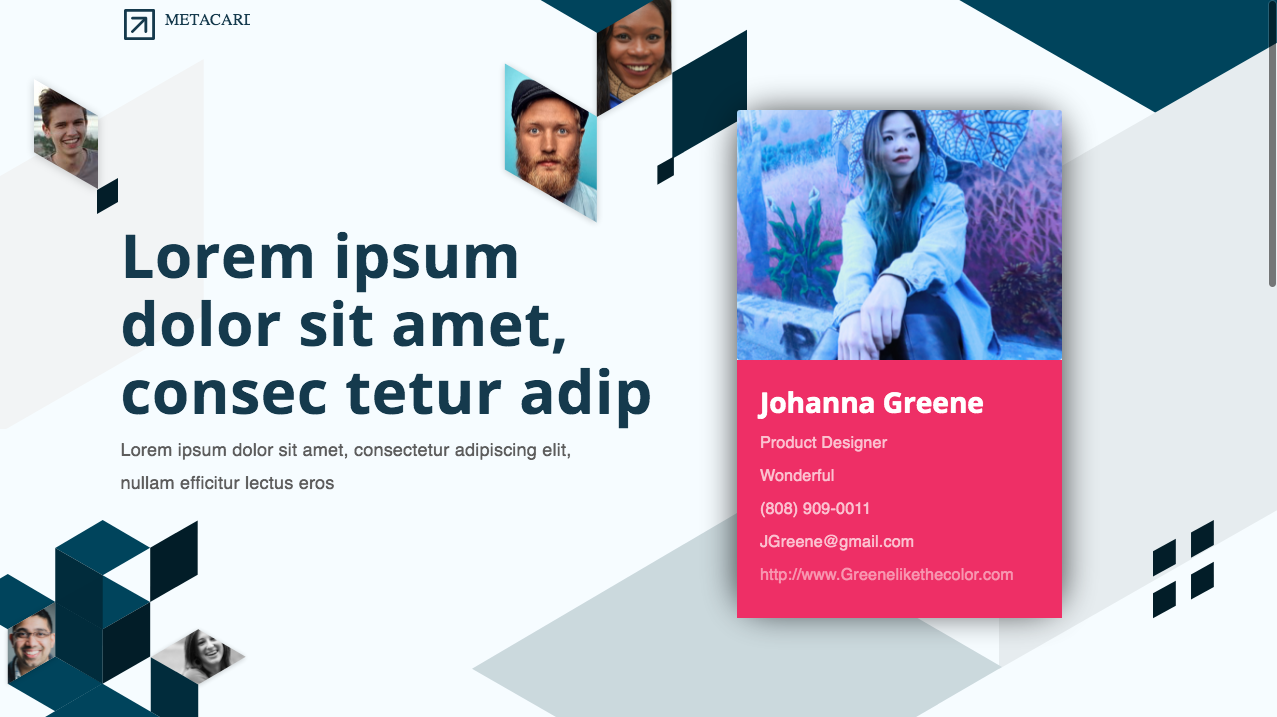 METACARD
Lorem ipsum
dolor sit amet,
consec tetur adip
Lorem ipsum dolor sit amet, consectetur adipiscing elit,
nullam efficitur lectus eros
Johanna Greene
Product Designer
Wonderful
(808) 909-0011
JGreene@gmail.com
http://www.Greenelikethecolor.com